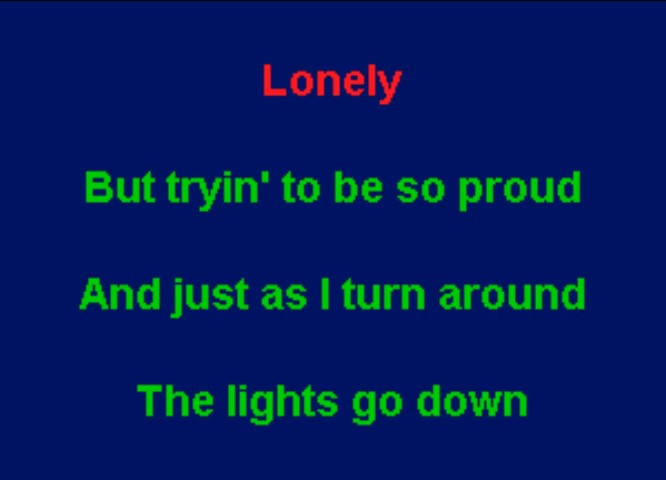 Lonely
But tryin' to be so proud
And just as I turn around
The lights go down